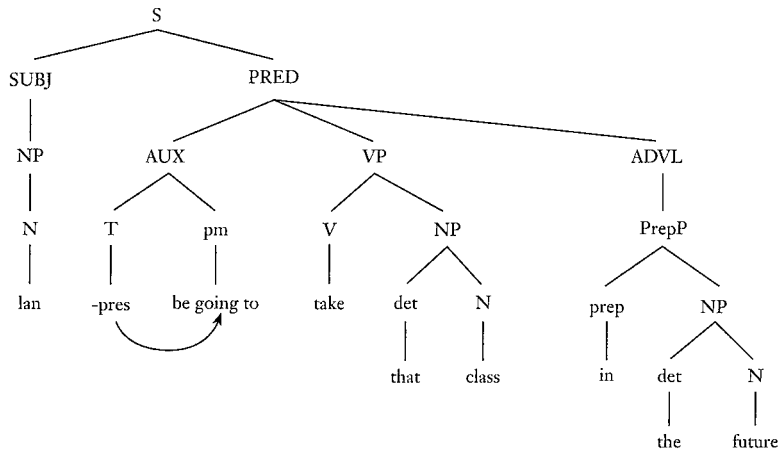 S
SUBJ PRED
NP AUX VP ADVL
N T pm V NP PrepP
Ian -pres be going to take det N prep NP
that class in det N
the future